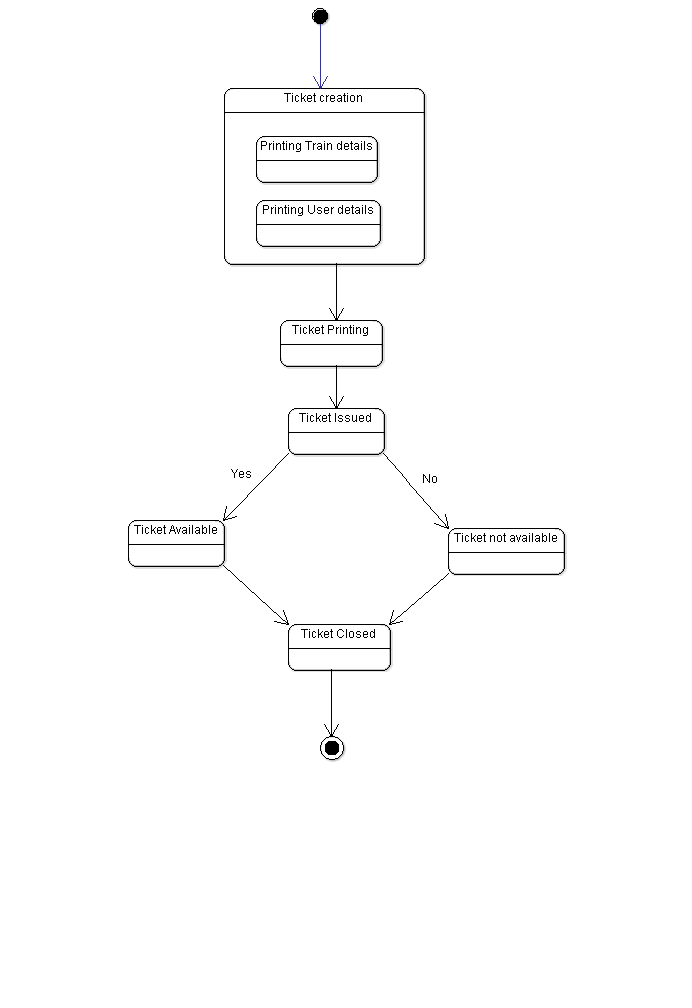 Ticket creation
Printing Train details
Printing User details
Ticket Printing
Ticket Issued
Yes
No
Ticket Available
Ticket not available
Ticket Closed